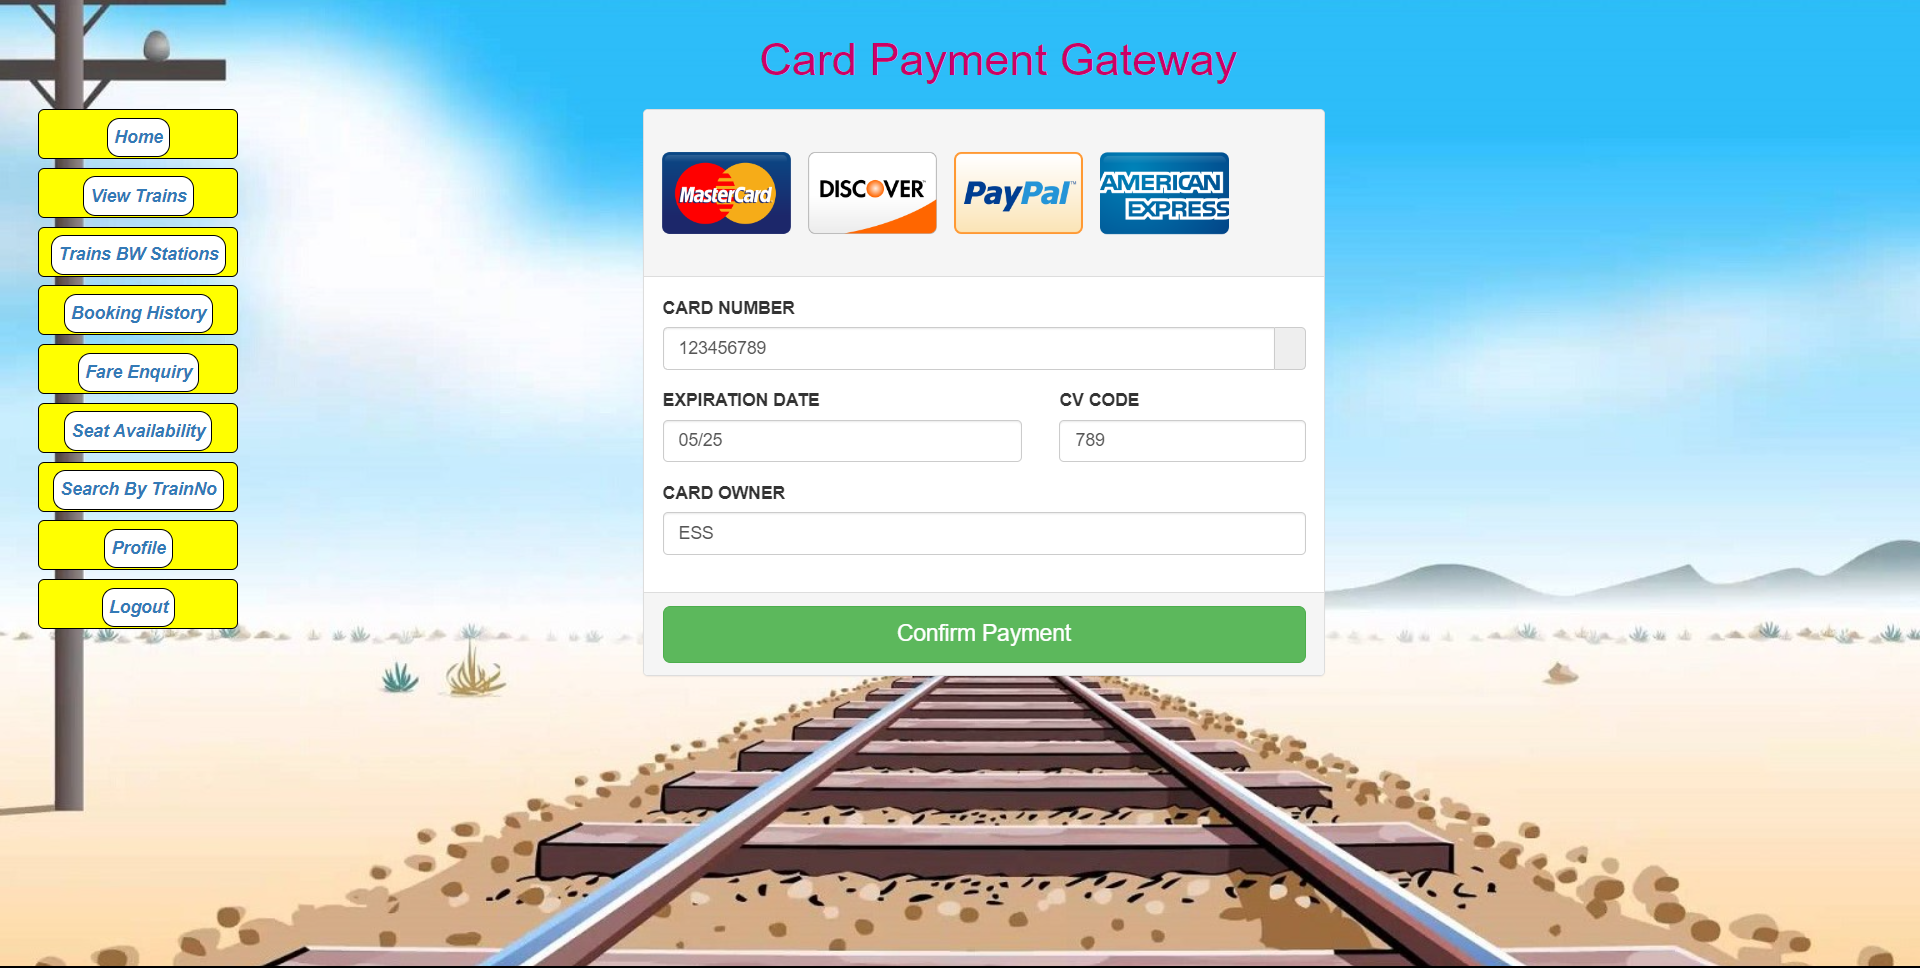 Card Payment Gateway
Home
View Trains
Trains BW Stations
Booking History
Fare Enquiry
Seat Availability
Search By TrainNo
Profile
Logout
MasterCard
DISCOVER
PayPal™
AMERICAN
EXPRESS
CARD NUMBER
123456789
EXPIRATION DATE
CV CODE
05/25
789
CARD OWNER
ESS
Confirm Payment